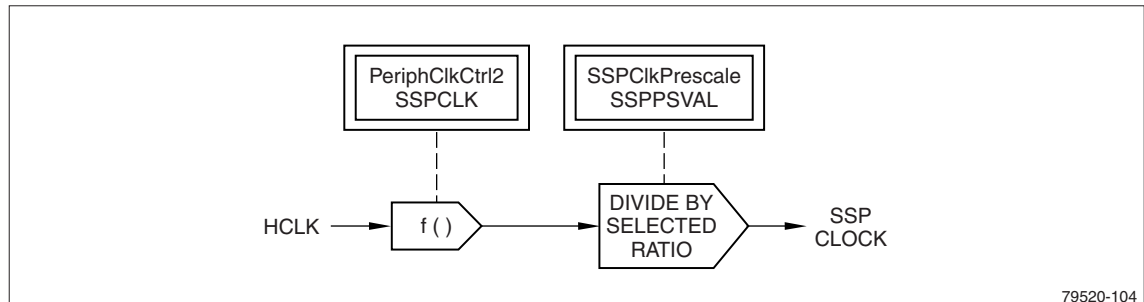 PeriphClkCtrl2
SSPCLK
SSPClkPrescale
SSPPSVAL
HCLK
f ( )
DIVIDE BY
SELECTED
RATIO
SSP
CLOCK
79520-104